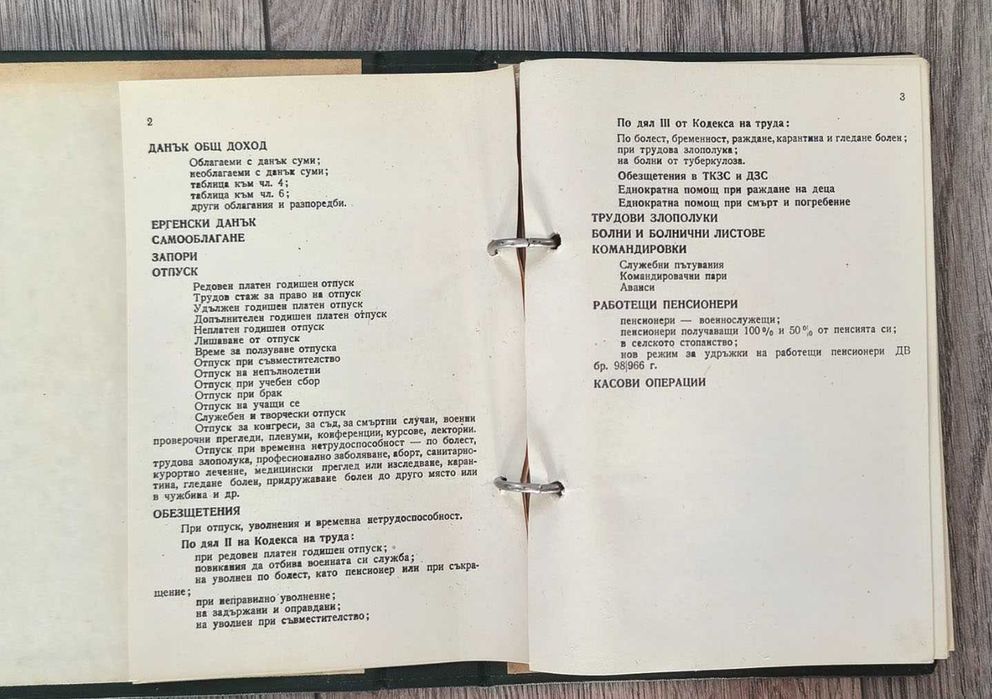 2
ДАНЪК ОБЩ ДОХОД
Облагаеми с данък суми;
необлагаеми с данък суми;
таблица към чл. 4;
таблица към чл. 6;
други облагания и разпоредби.
ЕРГЕНСКИ ДАНЪК
САМООБЛАГАНЕ
ЗАПОРИ
ОТПУСК
Редовен платен годишен отпуск
Трудов стаж за право на отпуск
Удължен годишен платен отпуск
Допълнителен годишен платен отпуск
Неплатен годишен отпуск
Лишаване от отпуск
Време за ползуване отпуска
Отпуск при съвместителство
Отпуск на непълнолетни
Отпуск при учебен сбор
Отпуск при брак
Отпуск на учащи се
Служебен и творчески отпуск
Отпуск за конгреси, за съд, за смъртни случаи, военни
проверочни прегледи, пленуми, конференции, курсове, лектории.
Отпуск при временна нетрудоспособност — по болест,
трудова злополука, професионално заболяване, аборт, санитарно-
курортно лечение, медицински преглед или изследване, каран-
тина, гледане болен, придружаване болен до друго място или
в чужбина и др.
ОБЕЗЩЕТЕНИЯ
При отпуск, уволнения и временна нетрудоспособност.
По дял II на Кодекса на труда:
при редовен платен годишен отпуск;
повикания да отбива военната си служба;
на уволнен по болест, като пенсионер или при съкра-
щение;
при неправилно уволнение;
на задържани и оправдани;
на уволнен при съвместителство;
3
По дял III от Кодекса на труда:
По болест, бременност, раждане, карантина и гледане болен;
при трудова злополука;
на болни от туберкулоза.
Обезщетения в ТКЗС и ДЗС
Еднократна помощ при раждане на деца
Еднократна помощ при смърт и погребение
ТРУДОВИ ЗЛОПОЛУКИ
БОЛНИ И БОЛНИЧНИ ЛИСТОВЕ
КОМАНДИРОВКИ
Служебни пътувания
Командировачни пари
Аванси
РАБОТЕЩИ ПЕНСИОНЕРИ
пенсионери — военнослужещи;
пенсионери получаващи 100% и 50% от пенсията си;
в селското стопанство;
нов режим за удръжки на работещи пенсионери ДВ
бр. 98|966 г.
КАСОВИ ОПЕРАЦИИ